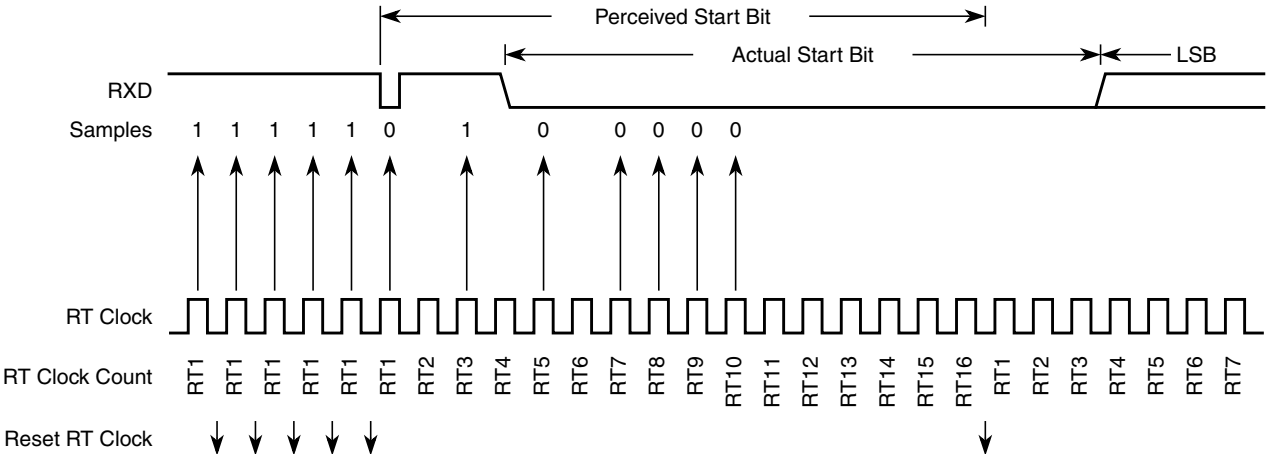 Perceived Start Bit
Actual Start Bit
LSB
RXD
Samples 1 1 1 1 1 0 1 0 0 0 0 0
RT Clock
RT Clock Count RT1 RT1 RT1 RT1 RT1 RT1 RT2 RT3 RT4 RT5 RT6 RT7 RT8 RT9 RT10 RT11 RT12 RT13 RT14 RT15 RT16 RT1 RT2 RT3 RT4 RT5 RT6 RT7
Reset RT Clock